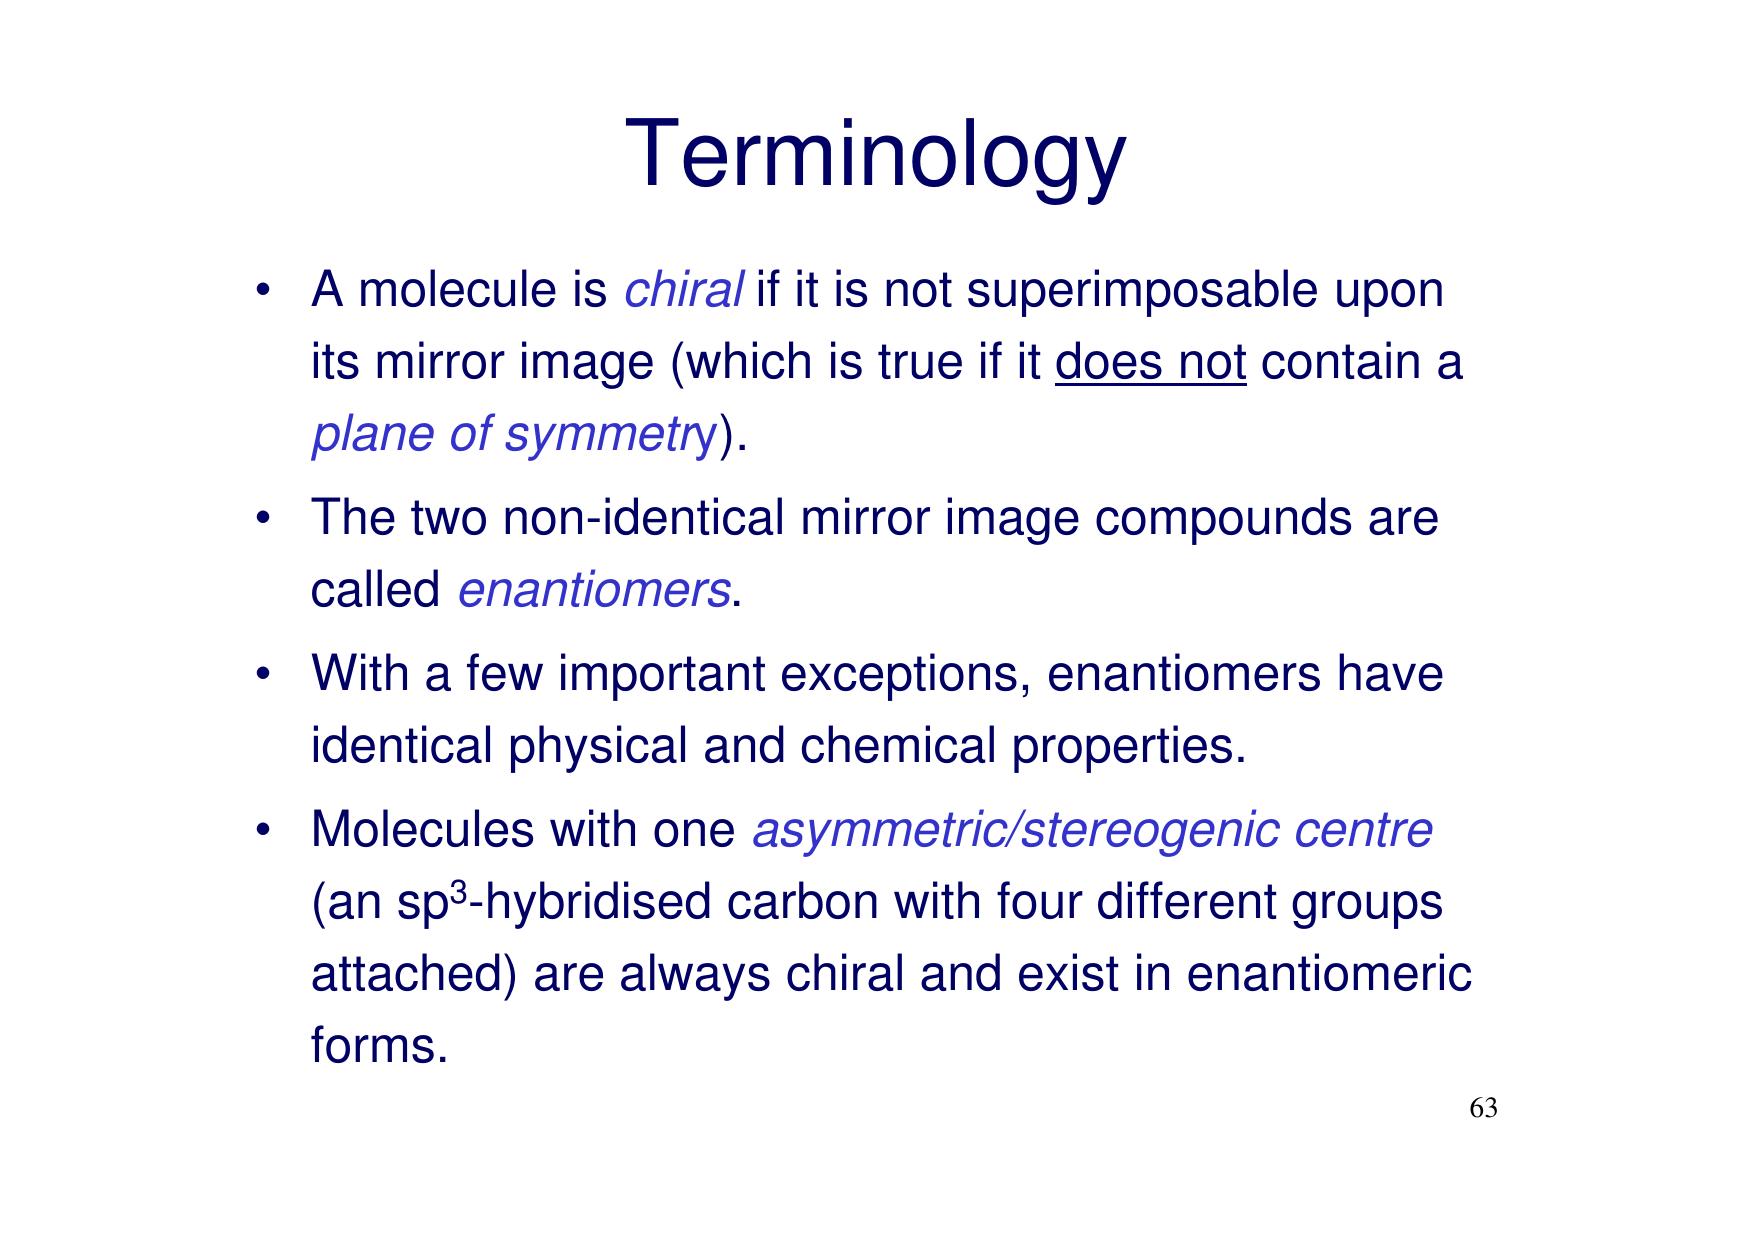 Terminology
• A molecule is chiral if it is not superimposable upon
its mirror image (which is true if it does not contain a
plane of symmetry).
• The two non-identical mirror image compounds are
called enantiomers.
• With a few important exceptions, enantiomers have
identical physical and chemical properties.
• Molecules with one asymmetric/stereogenic centre
(an sp³-hybridised carbon with four different groups
attached) are always chiral and exist in enantiomeric
forms.
63